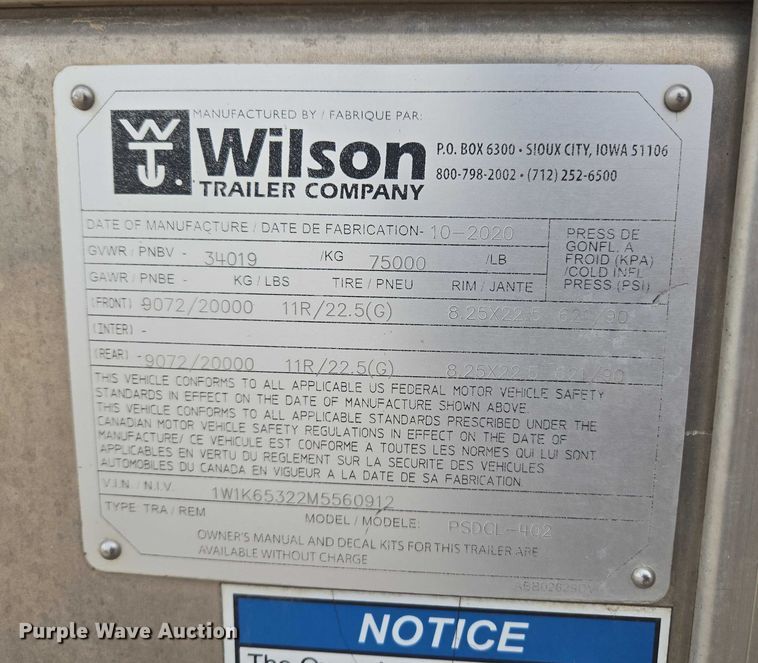 MANUFACTURED BY / FABRIQUE PAR:
WT
Wilson
TRAILER COMPANY
P.O. BOX 6300 • SIOUX CITY, IOWA 51106
800-798-2002 • (712) 252-6500
DATE OF MANUFACTURE / DATE DE FABRICATION- 10-2020
PRESS DE
GONFL. A
FROID (KPA)
/COLD INFL
PRESS (PSI)
GVWR / PNBV - 34019 /KG 75000 /LB
GAWR / PNBE - KG / LBS TIRE / PNEU RIM / JANTE
(FRONT) 9072/20000 11R/22.5(G) 8.25X22.5 620/90
(INTER) -
(REAR) - 9072/20000 11R/22.5(G) 8.25X22.5 620/90
THIS VEHICLE CONFORMS TO ALL APPLICABLE US FEDERAL MOTOR VEHICLE SAFETY
STANDARDS IN EFFECT ON THE DATE OF MANUFACTURE SHOWN ABOVE.
THIS VEHICLE CONFORMS TO ALL APPLICABLE STANDARDS PRESCRIBED UNDER THE
CANADIAN MOTOR VEHICLE SAFETY REGULATIONS IN EFFECT ON THE DATE OF
MANUFACTURE/ CE VEHICULE EST CONFORME A TOUTES LES NORMES QUI LUI SONT
APPLICABLES EN VERTU DU REGLEMENT SUR LA SECURITE DES VEHICULES
AUTOMOBILES DU CANADA EN VIGUEUR A LA DATE DE SA FABRICATION.
V.I.N. / N.I.V. 1W1K65322M5560912
TYPE TRA / REM MODEL / MODELE: PSDCL-402
OWNER'S MANUAL AND DECAL KITS FOR THIS TRAILER ARE
AVAILABLE WITHOUT CHARGE
NOTICE
Purple Wave Auction